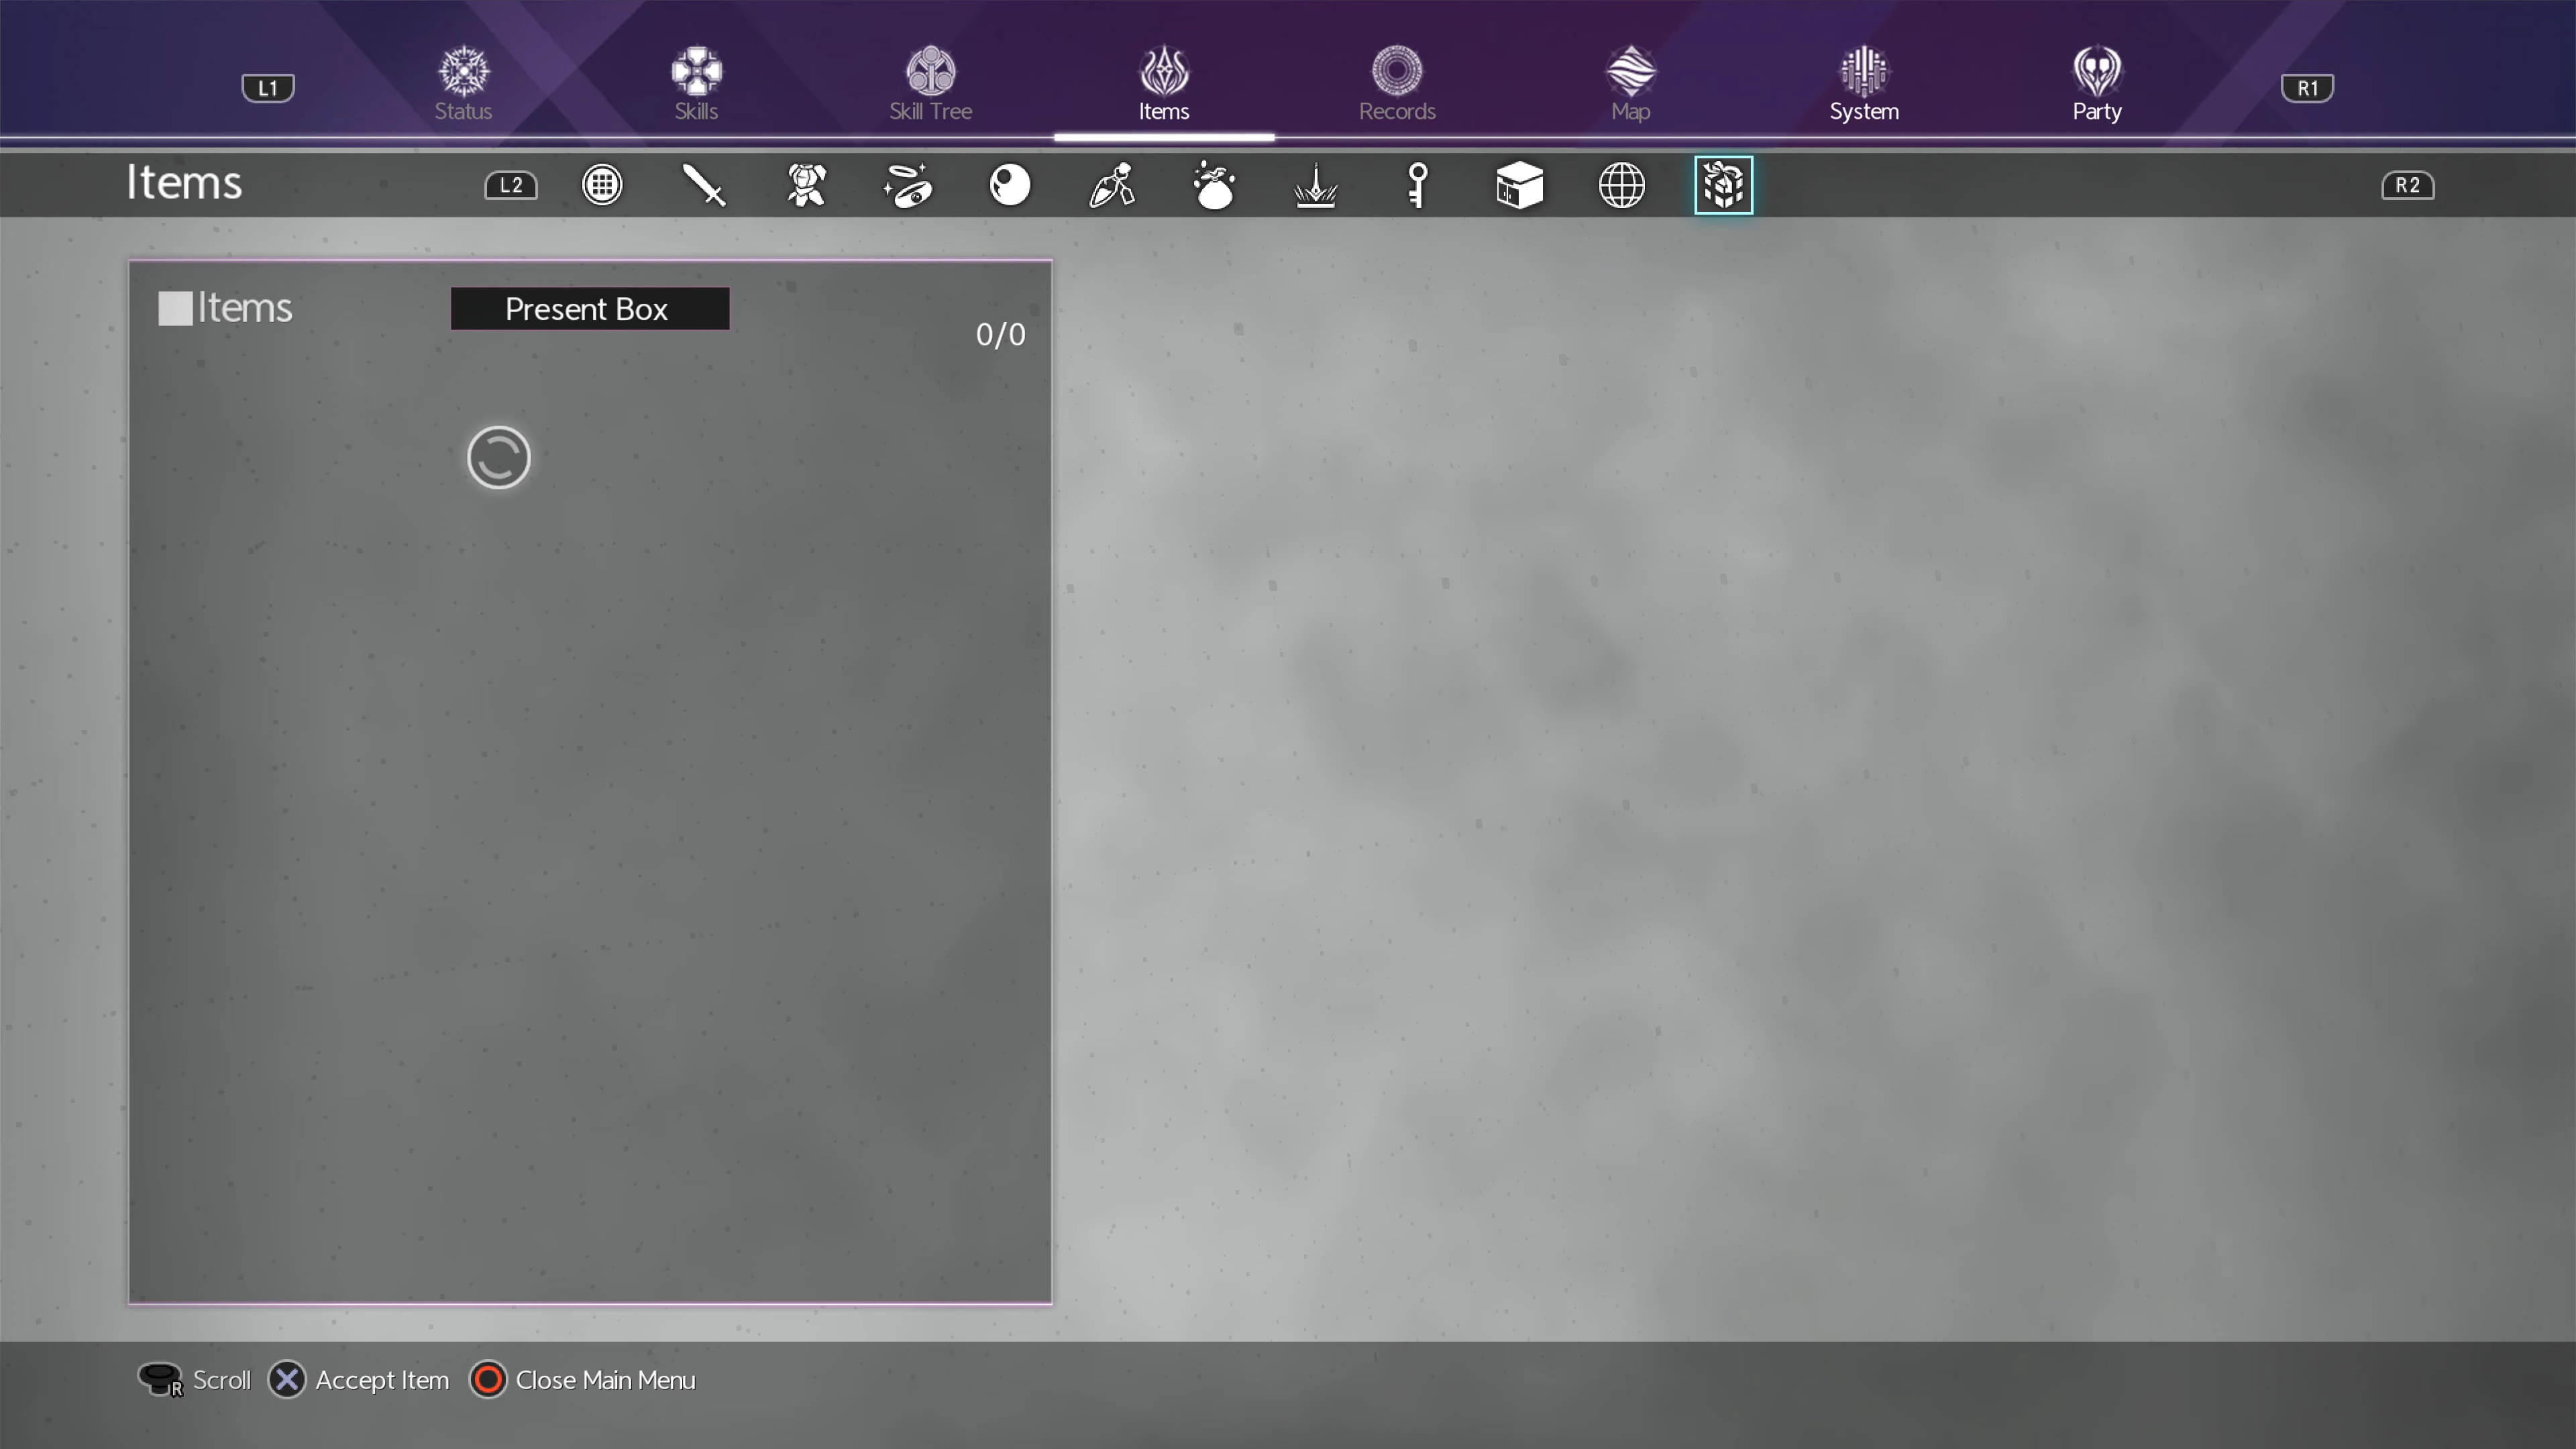 L1 Status Skills Skill Tree Items Records Map System Party R1
Items L2 R2
Items Present Box
0/0
R Scroll Accept Item Close Main Menu